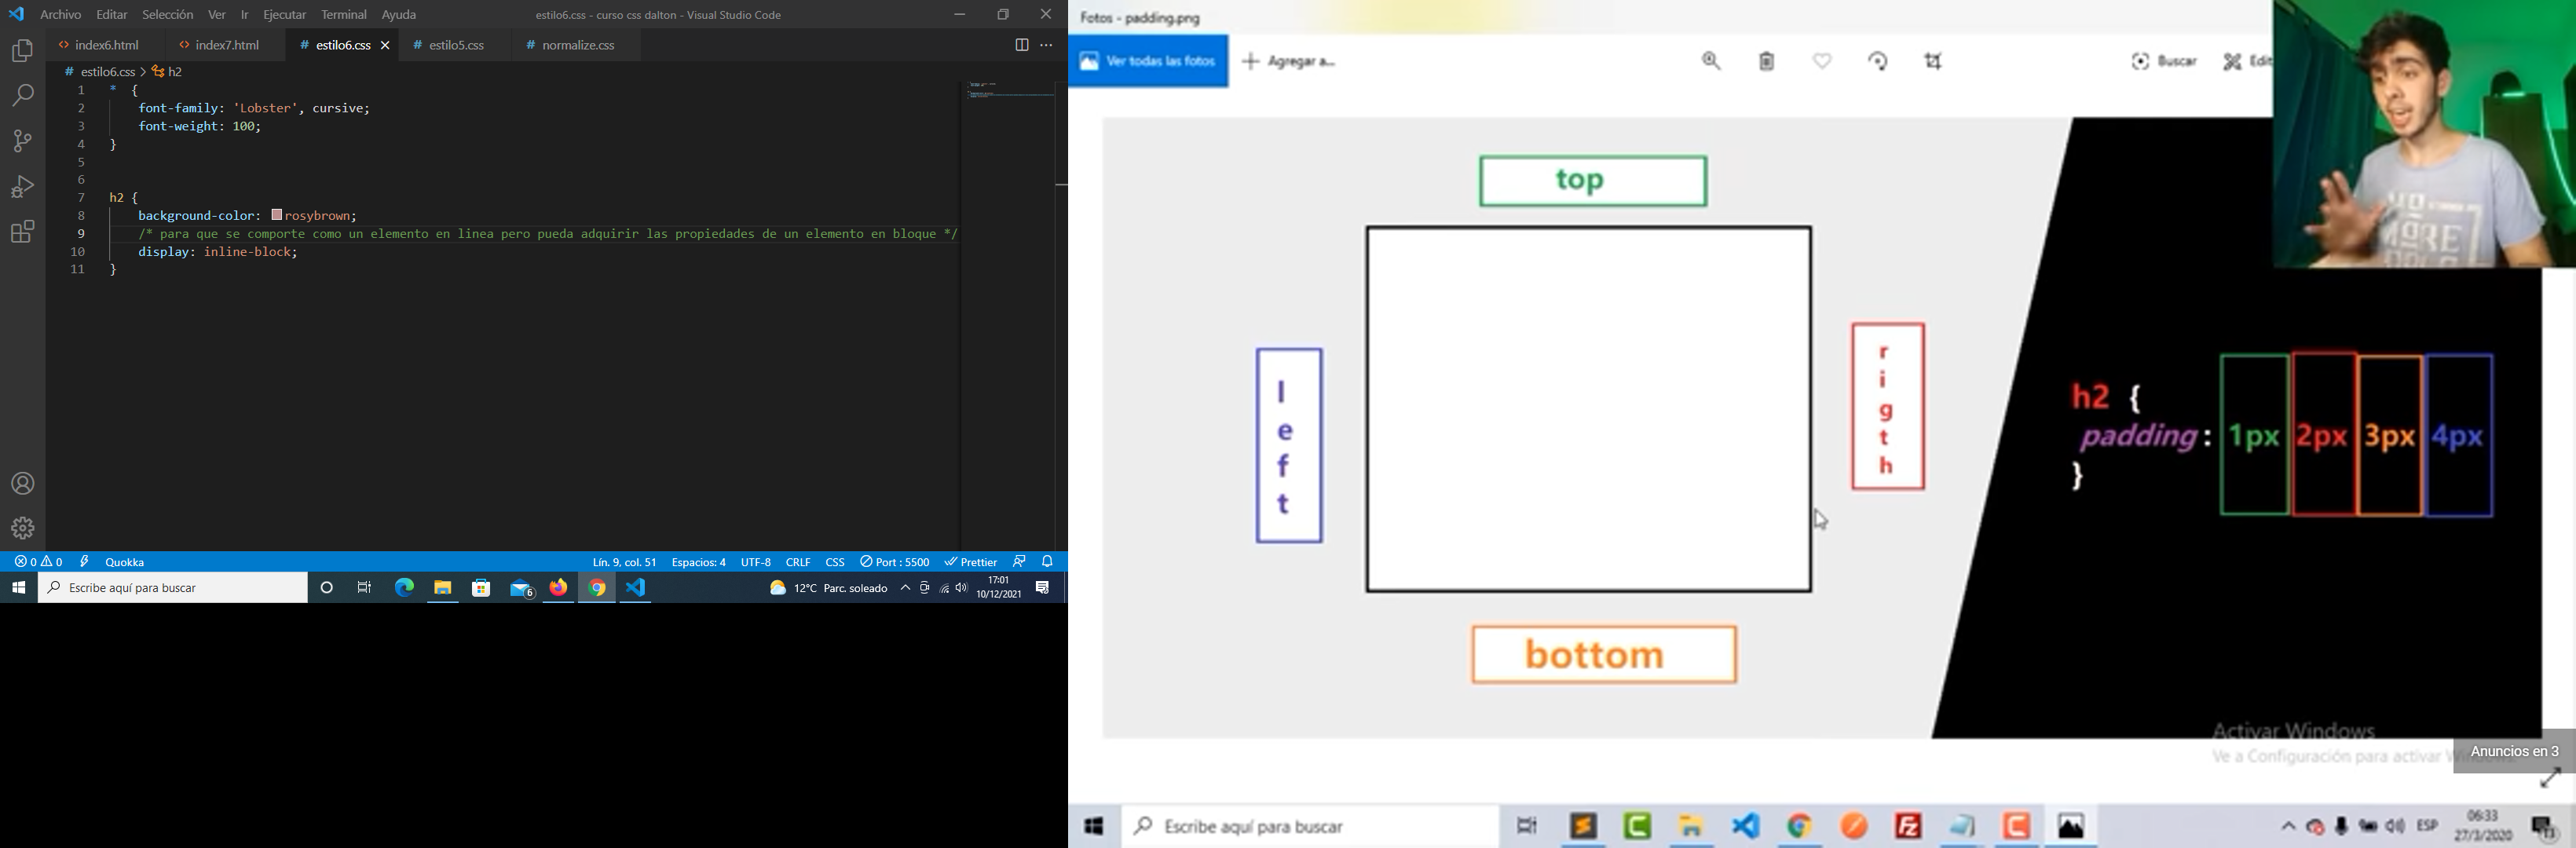 Archivo Editar Selección Ver Ir Ejecutar Terminal Ayuda
estilo6.css - curso css dalton - Visual Studio Code
index6.html index7.html estilo6.css estilo5.css normalize.css
estilo6.css > h2
1 * {
2 font-family: 'Lobster', cursive;
3 font-weight: 100;
4 }
5
6
7 h2 {
8 background-color: rosybrown;
9 /* para que se comporte como un elemento en linea pero pueda adquirir las propiedades de un elemento en bloque */
10 display: inline-block;
11 }
0 0 Quokka Lín. 9, col. 51 Espacios: 4 UTF-8 CRLF CSS Port : 5500 Prettier
Escribe aquí para buscar
6
12°C Parc. soleado
17:01
10/12/2021
Fotos - padding.png
Ver todas las fotos Agregar a... Buscar Edit
top
left
rigth
bottom
h2 {
padding : 1px 2px 3px 4px
}
Activar Windows
Ve a Configuración para activar
Anuncios en 3
Escribe aquí para buscar
ESP
06:33
27/3/2020